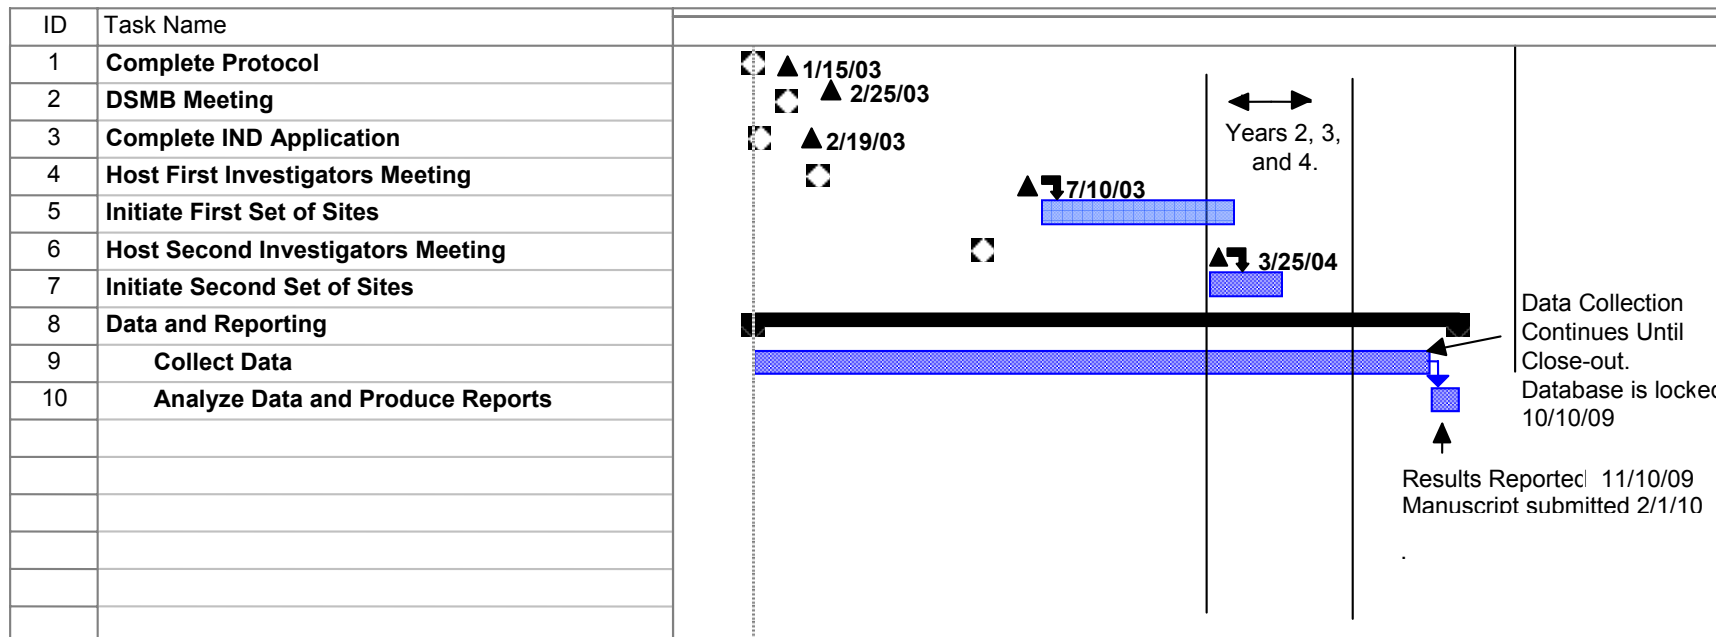 ID Task Name
1 Complete Protocol
1/15/03
2 DSMB Meeting
2/25/03
3 Complete IND Application
2/19/03
Years 2, 3,
and 4.
4 Host First Investigators Meeting
7/10/03
5 Initiate First Set of Sites
6 Host Second Investigators Meeting
3/25/04
7 Initiate Second Set of Sites
8 Data and Reporting
9 Collect Data
10 Analyze Data and Produce Reports
Data Collection
Continues Until
Close-out.
Database is locked
10/10/09
Results Reported 11/10/09
Manuscript submitted 2/1/10
.